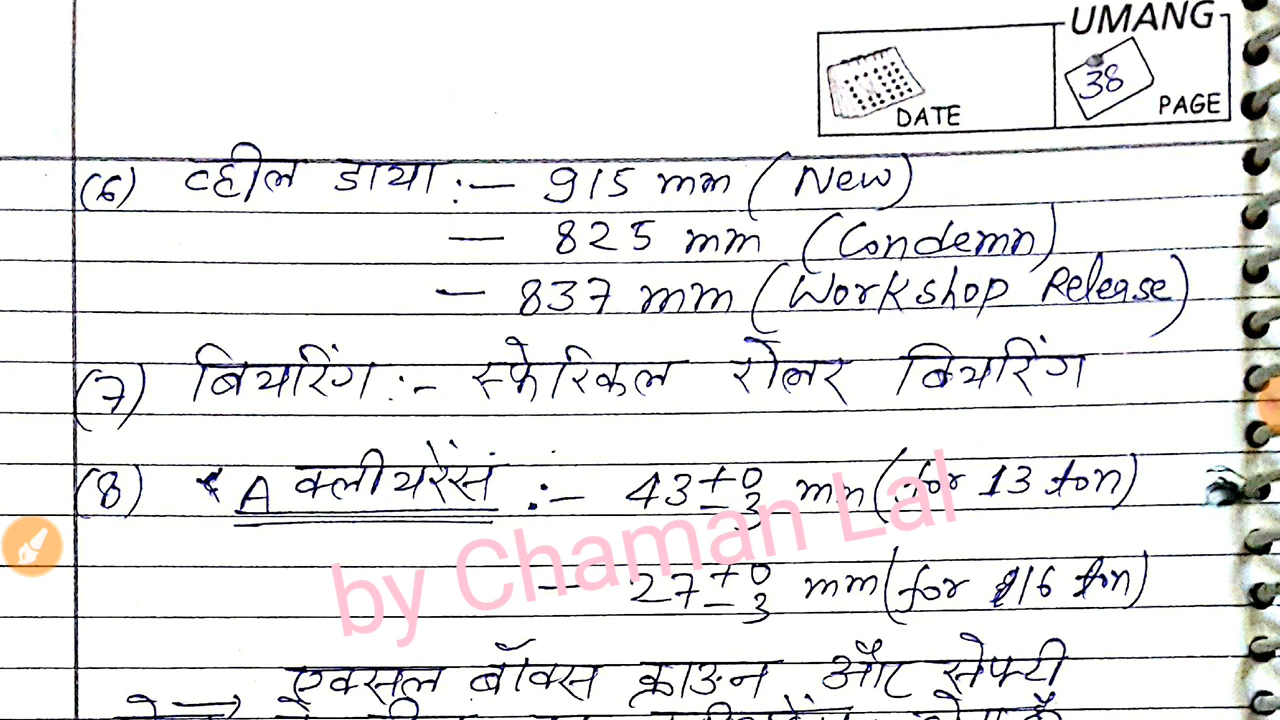 UMANG
38
DATE
PAGE
(6) व्हील डाया :- 915 mm (New)
— 825 mm (Condemn)
— 837 mm (Workshop Release)
(7) बियरिंग :- स्फेरिकल रोलर बियरिंग
(8) A क्लीयरेंस :- 43 +0 -3 mm (for 13 ton)
— 27 +0 -3 mm (for 16 ton)
by Chaman Lal
एक्सल बॉक्स क्राउन और सेफ्टी